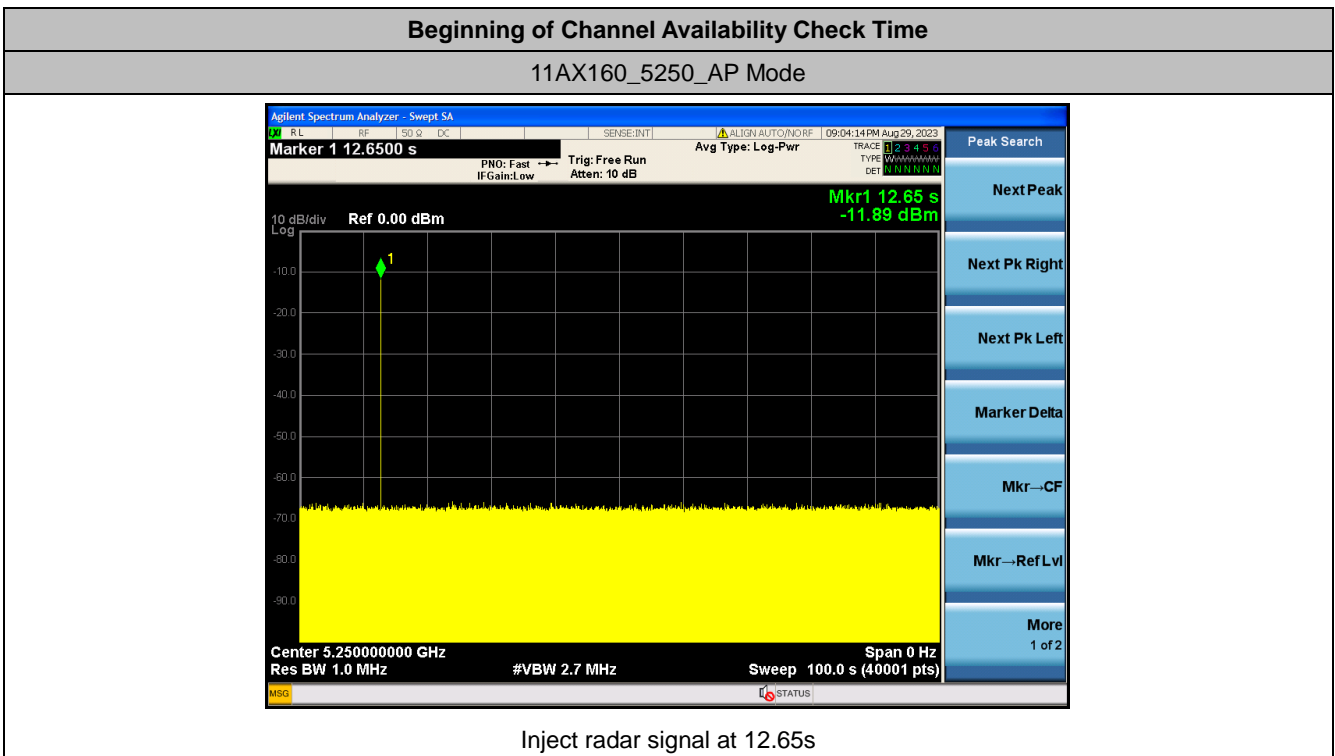 Beginning of Channel Availability Check Time
11AX160_5250_AP Mode
Agilent Spectrum Analyzer - Swept SA
LXI RL RF 50 Ω DC SENSE:INT ALIGN AUTO/NORF 09:04:14 PM Aug 29, 2023
Marker 1 12.6500 s
PNO: Fast
IFGain:Low
Trig: Free Run
Atten: 10 dB
Avg Type: Log-Pwr
TRACE 1 2 3 4 5 6
TYPE WWWWWW
DET N N N N N N
Mkr1 12.65 s
-11.89 dBm
10 dB/div Ref 0.00 dBm
Log
1
-10.0
-20.0
-30.0
-40.0
-50.0
-60.0
-70.0
-80.0
-90.0
Center 5.250000000 GHz Span 0 Hz
Res BW 1.0 MHz #VBW 2.7 MHz Sweep 100.0 s (40001 pts)
MSG STATUS
Peak Search
Next Peak
Next Pk Right
Next Pk Left
Marker Delta
Mkr→CF
Mkr→Ref Lvl
More
1 of 2
Inject radar signal at 12.65s